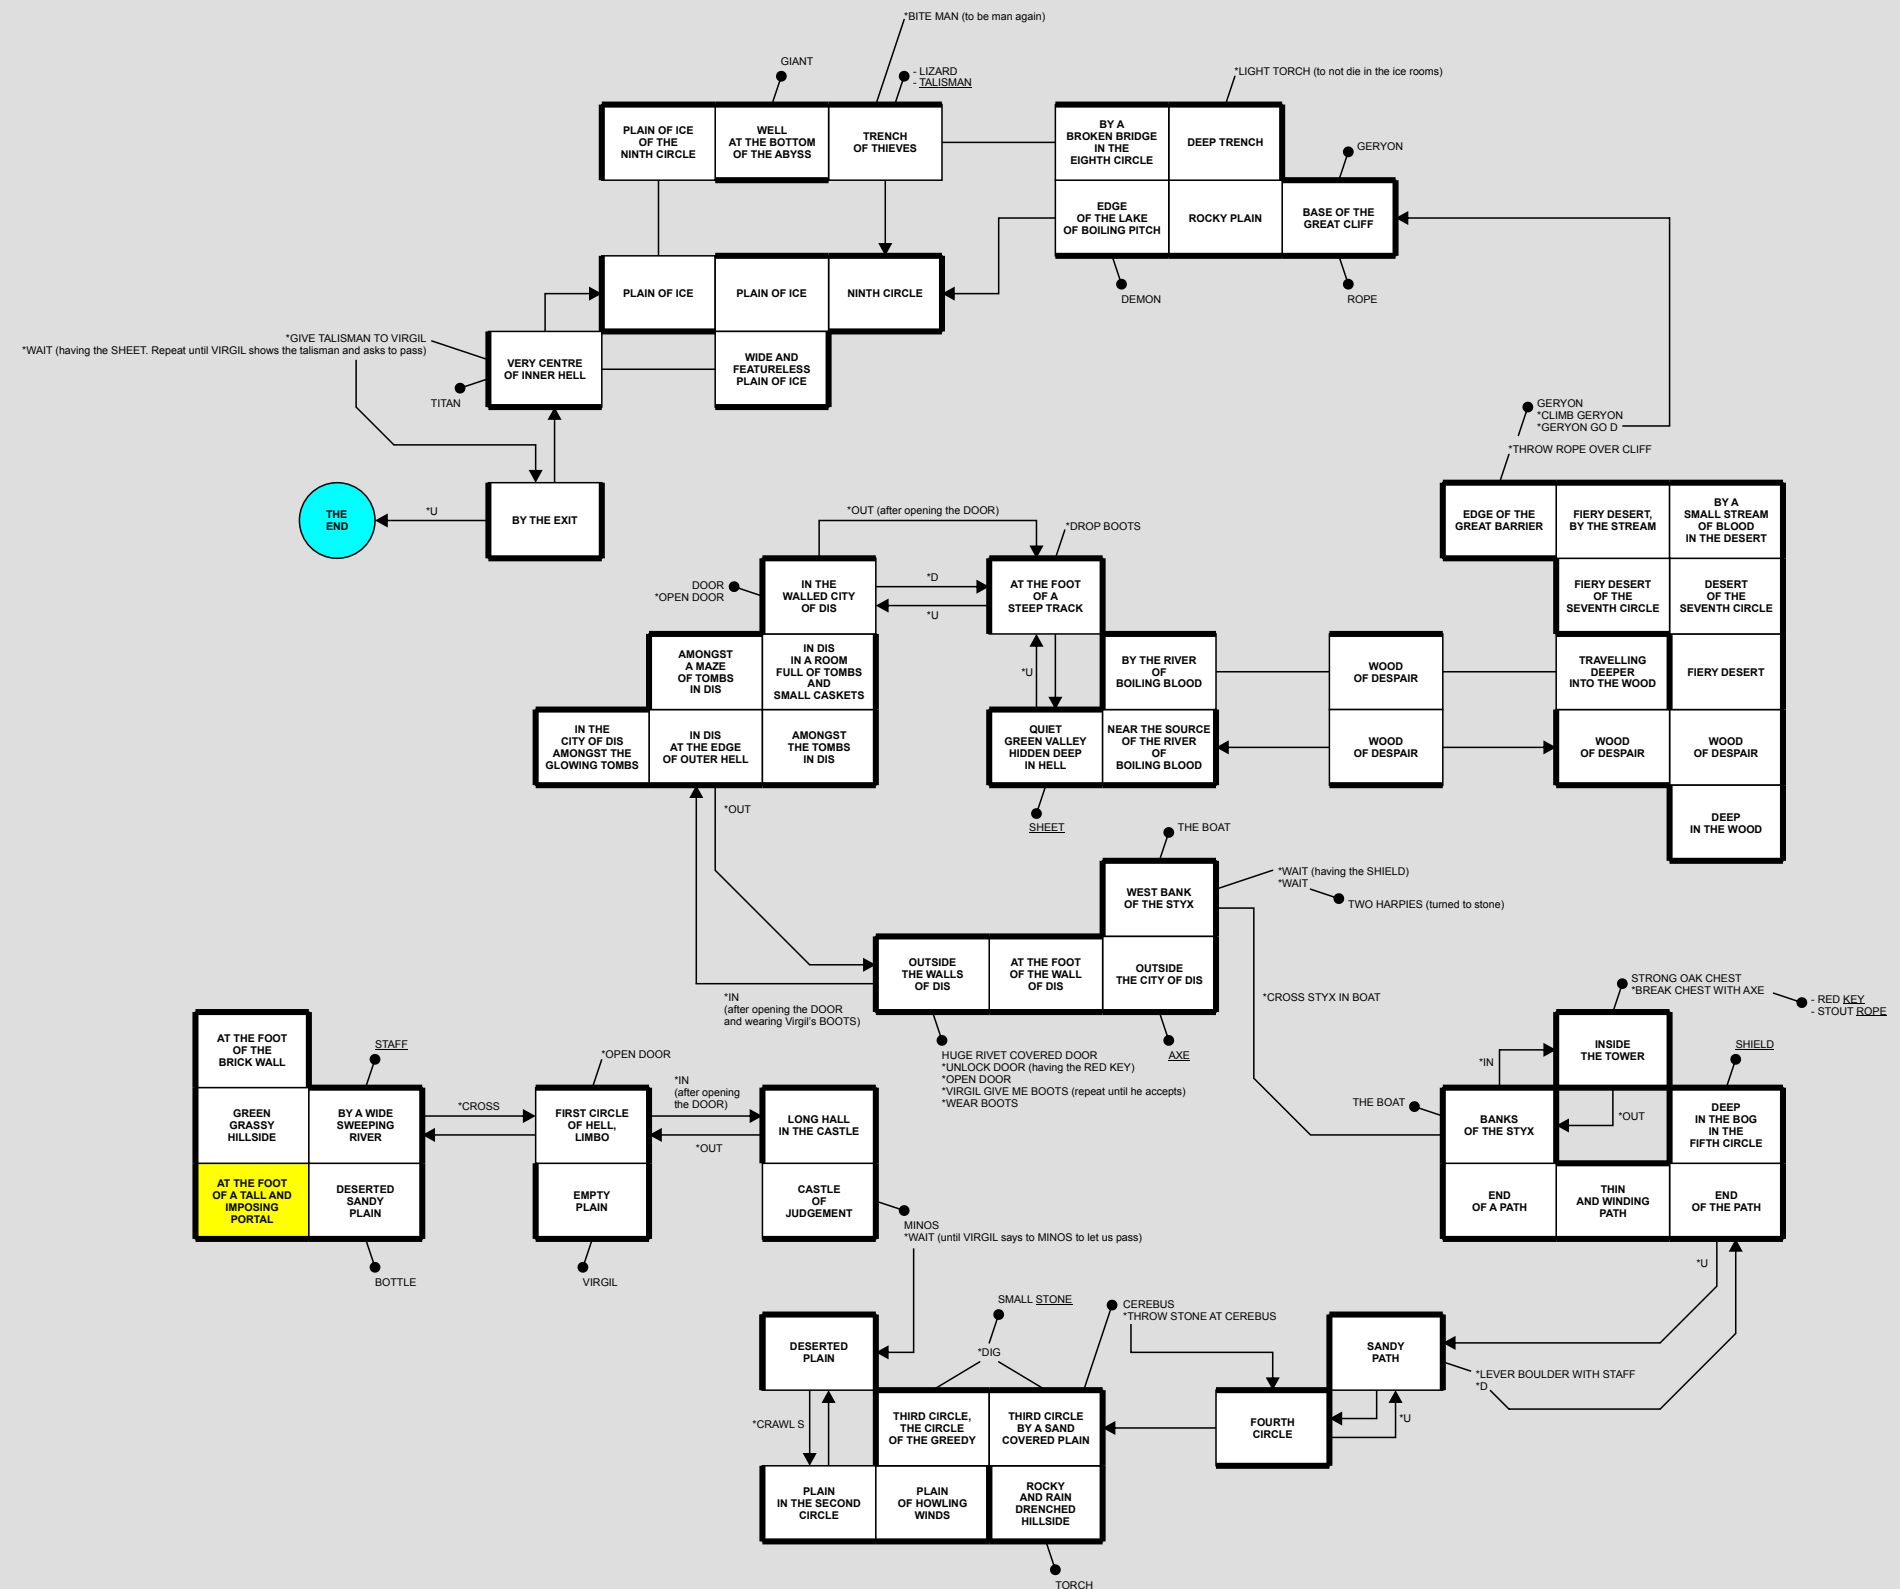 *BITE MAN (to be man again)
GIANT
- LIZARD
- TALISMAN
*LIGHT TORCH (to not die in the ice rooms)
PLAIN OF ICE
OF THE
NINTH CIRCLE
WELL
AT THE BOTTOM
OF THE ABYSS
TRENCH
OF THIEVES
BY A
BROKEN BRIDGE
IN THE
EIGHTH CIRCLE
DEEP TRENCH
GERYON
EDGE
OF THE LAKE
OF BOILING PITCH
ROCKY PLAIN
BASE OF THE
GREAT CLIFF
PLAIN OF ICE
PLAIN OF ICE
NINTH CIRCLE
DEMON
ROPE
*GIVE TALISMAN TO VIRGIL
*WAIT (having the SHEET. Repeat until VIRGIL shows the talisman and asks to pass)
VERY CENTRE
OF INNER HELL
WIDE AND
FEATURELESS
PLAIN OF ICE
TITAN
GERYON
*CLIMB GERYON
*GERYON GO D
*THROW ROPE OVER CLIFF
THE
END
*U
BY THE EXIT
*OUT (after opening the DOOR)
*DROP BOOTS
EDGE OF THE
GREAT BARRIER
FIERY DESERT,
BY THE STREAM
BY A
SMALL STREAM
OF BLOOD
IN THE DESERT
DOOR
*OPEN DOOR
IN THE
WALLED CITY
OF DIS
*D
*U
AT THE FOOT
OF A
STEEP TRACK
FIERY DESERT
OF THE
SEVENTH CIRCLE
DESERT
OF THE
SEVENTH CIRCLE
AMONGST
A MAZE
OF TOMBS
IN DIS
IN DIS
IN A ROOM
FULL OF TOMBS
AND
SMALL CASKETS
*U
BY THE RIVER
OF
BOILING BLOOD
WOOD
OF DESPAIR
TRAVELLING
DEEPER
INTO THE WOOD
FIERY DESERT
IN THE
CITY OF DIS
AMONGST THE
GLOWING TOMBS
IN DIS
AT THE EDGE
OF OUTER HELL
AMONGST
THE TOMBS
IN DIS
QUIET
GREEN VALLEY
HIDDEN DEEP
IN HELL
NEAR THE SOURCE
OF THE RIVER
OF
BOILING BLOOD
WOOD
OF DESPAIR
WOOD
OF DESPAIR
WOOD
OF DESPAIR
*OUT
SHEET
DEEP
IN THE WOOD
THE BOAT
WEST BANK
OF THE STYX
*WAIT (having the SHIELD)
*WAIT
TWO HARPIES (turned to stone)
OUTSIDE
THE WALLS
OF DIS
AT THE FOOT
OF THE WALL
OF DIS
OUTSIDE
THE CITY OF DIS
*IN
(after opening the DOOR
and wearing Virgil's BOOTS)
*CROSS STYX IN BOAT
STRONG OAK CHEST
*BREAK CHEST WITH AXE
- RED KEY
- STOUT ROPE
AT THE FOOT
OF THE
BRICK WALL
STAFF
*OPEN DOOR
HUGE RIVET COVERED DOOR
*UNLOCK DOOR (having the RED KEY)
*OPEN DOOR
*VIRGIL GIVE ME BOOTS (repeat until he accepts)
*WEAR BOOTS
AXE
*IN
INSIDE
THE TOWER
SHIELD
GREEN
GRASSY
HILLSIDE
BY A WIDE
SWEEPING
RIVER
*CROSS
FIRST CIRCLE
OF HELL,
LIMBO
*IN
(after opening
the DOOR)
*OUT
LONG HALL
IN THE CASTLE
THE BOAT
BANKS
OF THE STYX
*OUT
DEEP
IN THE BOG
IN THE
FIFTH CIRCLE
AT THE FOOT
OF A TALL AND
IMPOSING
PORTAL
DESERTED
SANDY
PLAIN
EMPTY
PLAIN
CASTLE
OF
JUDGEMENT
END
OF A PATH
THIN
AND WINDING
PATH
END
OF THE PATH
MINOS
*WAIT (until VIRGIL says to MINOS to let us pass)
BOTTLE
VIRGIL
*U
SMALL STONE
CEREBUS
*THROW STONE AT CEREBUS
DESERTED
PLAIN
*DIG
SANDY
PATH
*LEVER BOULDER WITH STAFF
*D
*CRAWL S
THIRD CIRCLE,
THE CIRCLE
OF THE GREEDY
THIRD CIRCLE
BY A SAND
COVERED PLAIN
FOURTH
CIRCLE
*U
PLAIN
IN THE SECOND
CIRCLE
PLAIN
OF HOWLING
WINDS
ROCKY
AND RAIN
DRENCHED
HILLSIDE
TORCH